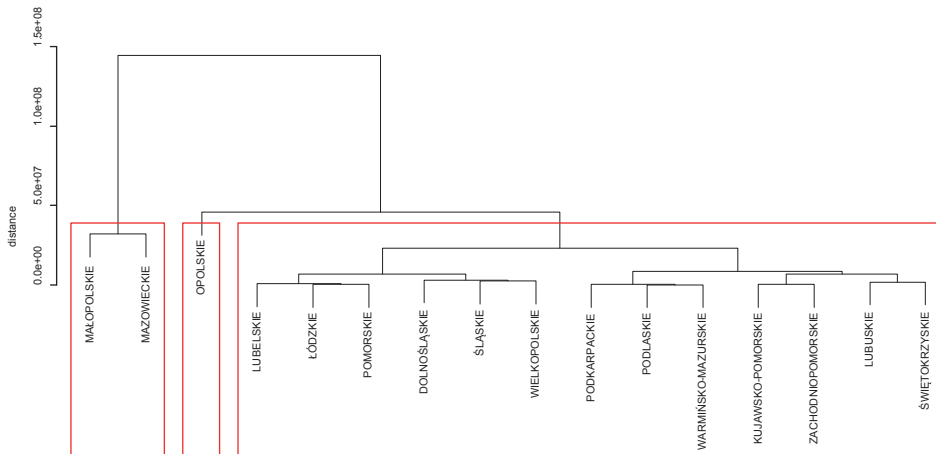 1.5e+08
1.0e+08
5.0e+07
0.0e+00
distance
MAŁOPOLSKIE
MAZOWIECKIE
OPOLSKIE
LUBELSKIE
ŁÓDZKIE
POMORSKIE
DOLNOŚLĄSKIE
ŚLĄSKIE
WIELKOPOLSKIE
PODKARPACKIE
PODLASKIE
WARMIŃSKO-MAZURSKIE
KUJAWSKO-POMORSKIE
ZACHODNIOPOMORSKIE
LUBUSKIE
ŚWIĘTOKRZYSKIE